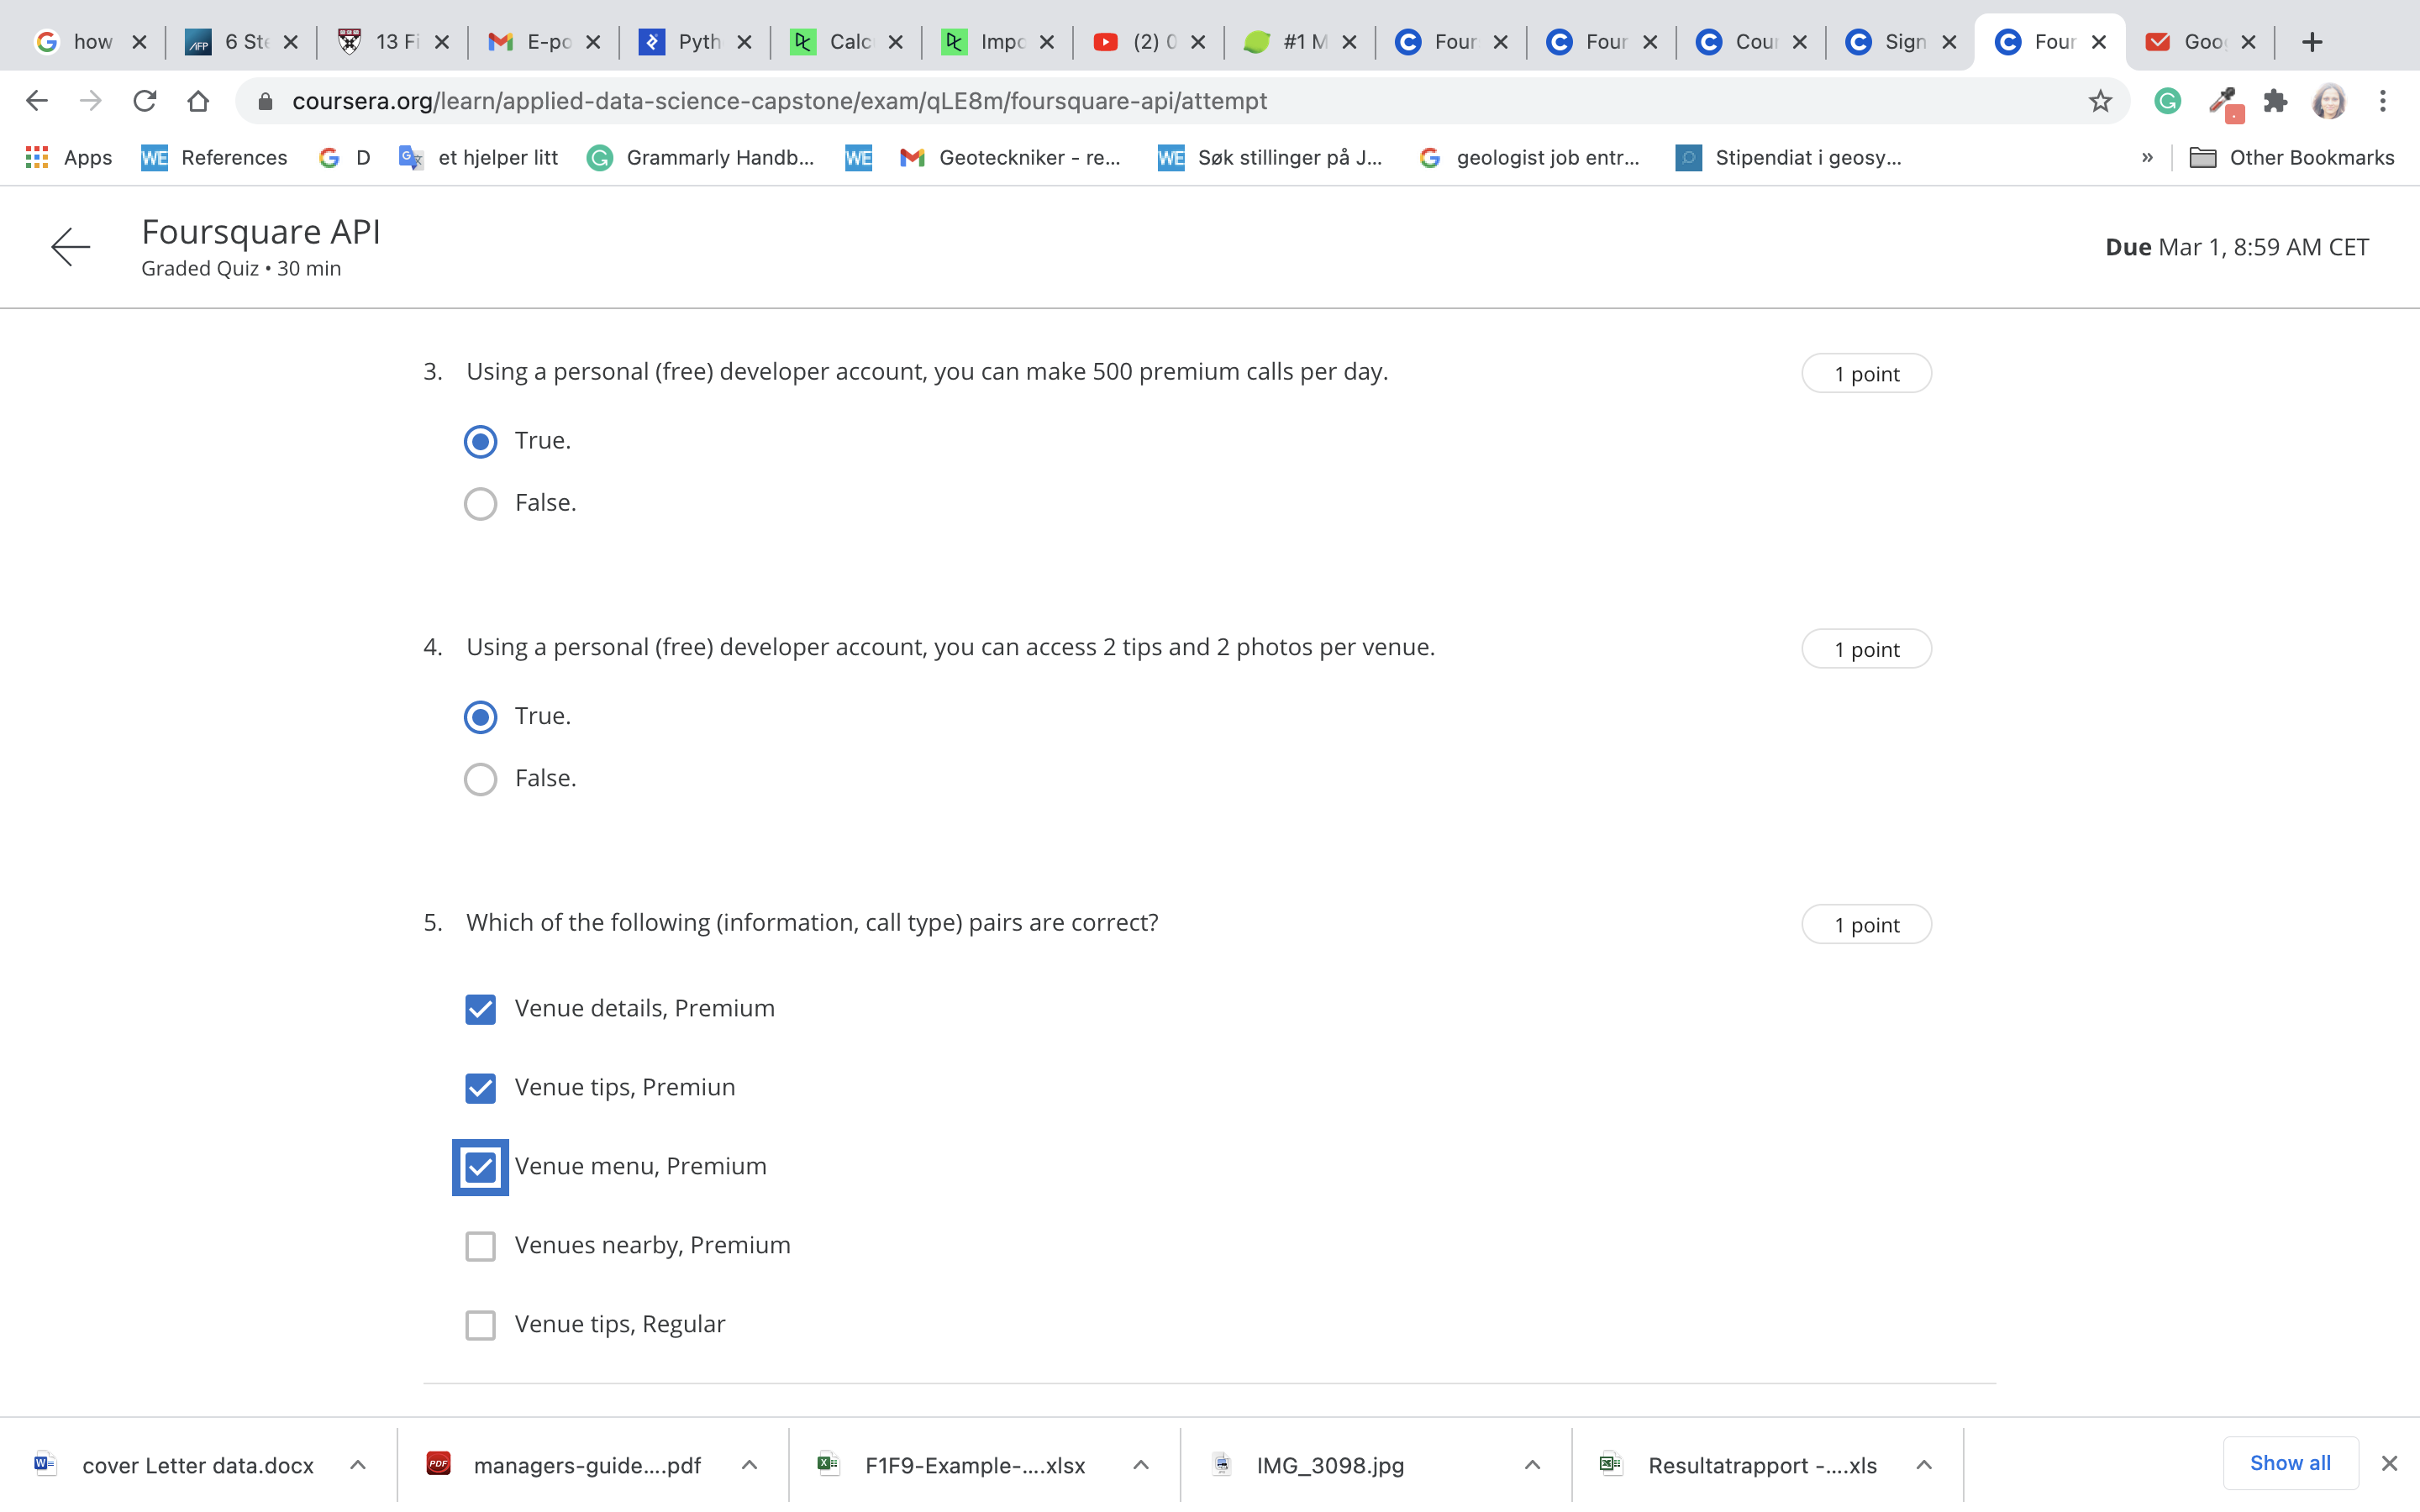 how 6 Ste 13 Fi E-po Pyth Calc Impo (2) #1 M Four Four Cour Sign Four Goog
coursera.org/learn/applied-data-science-capstone/exam/qLE8m/foursquare-api/attempt
Apps WE References D et hjelper litt Grammarly Handb... WE Geoteckniker - re... WE Søk stillinger på J... geologist job entr... Stipendiat i geosy... » Other Bookmarks
Foursquare API
Graded Quiz • 30 min
Due Mar 1, 8:59 AM CET
3. Using a personal (free) developer account, you can make 500 premium calls per day. 1 point
True.
False.
4. Using a personal (free) developer account, you can access 2 tips and 2 photos per venue. 1 point
True.
False.
5. Which of the following (information, call type) pairs are correct? 1 point
Venue details, Premium
Venue tips, Premiun
Venue menu, Premium
Venues nearby, Premium
Venue tips, Regular
cover Letter data.docx managers-guide....pdf F1F9-Example-....xlsx IMG_3098.jpg Resultatrapport -....xls Show all